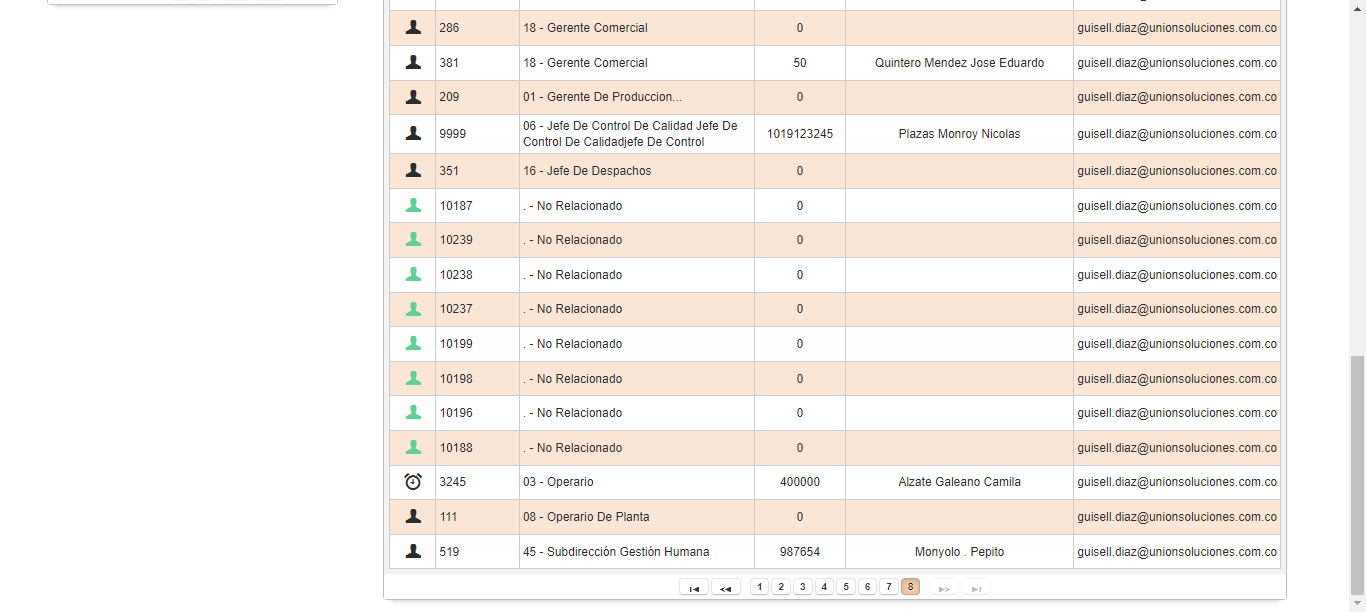 286 18 - Gerente Comercial 0 guisell.diaz@unionsoluciones.com.co
381 18 - Gerente Comercial 50 Quintero Mendez Jose Eduardo guisell.diaz@unionsoluciones.com.co
209 01 - Gerente De Produccion... 0 guisell.diaz@unionsoluciones.com.co
9999 06 - Jefe De Control De Calidad Jefe De
Control De Calidadjefe De Control 1019123245 Plazas Monroy Nicolas guisell.diaz@unionsoluciones.com.co
351 16 - Jefe De Despachos 0 guisell.diaz@unionsoluciones.com.co
10187 . - No Relacionado 0 guisell.diaz@unionsoluciones.com.co
10239 . - No Relacionado 0 guisell.diaz@unionsoluciones.com.co
10238 . - No Relacionado 0 guisell.diaz@unionsoluciones.com.co
10237 . - No Relacionado 0 guisell.diaz@unionsoluciones.com.co
10199 . - No Relacionado 0 guisell.diaz@unionsoluciones.com.co
10198 . - No Relacionado 0 guisell.diaz@unionsoluciones.com.co
10196 . - No Relacionado 0 guisell.diaz@unionsoluciones.com.co
10188 . - No Relacionado 0 guisell.diaz@unionsoluciones.com.co
3245 03 - Operario 400000 Alzate Galeano Camila guisell.diaz@unionsoluciones.com.co
111 08 - Operario De Planta 0 guisell.diaz@unionsoluciones.com.co
519 45 - Subdirección Gestión Humana 987654 Monyolo . Pepito guisell.diaz@unionsoluciones.com.co
1 2 3 4 5 6 7 8